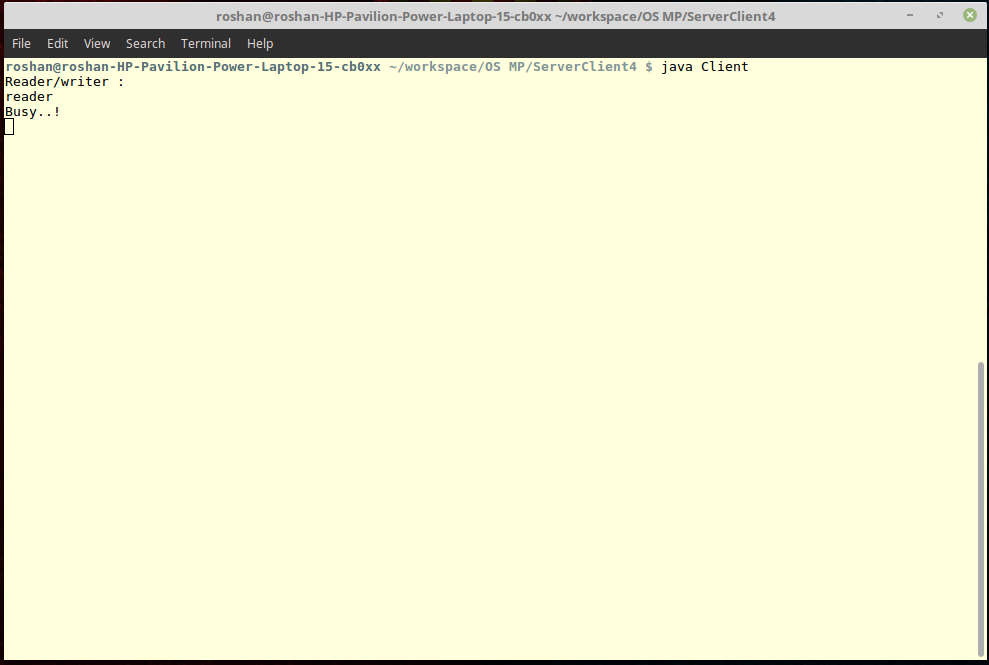 roshan@roshan-HP-Pavilion-Power-Laptop-15-cb0xx ~/workspace/OS MP/ServerClient4
File Edit View Search Terminal Help
roshan@roshan-HP-Pavilion-Power-Laptop-15-cb0xx ~/workspace/OS MP/ServerClient4 $ java Client
Reader/writer :
reader
Busy..!